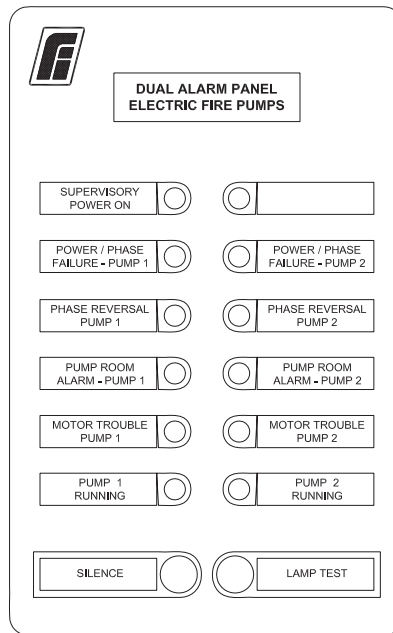 DUAL ALARM PANEL
ELECTRIC FIRE PUMPS
SUPERVISORY
POWER ON
POWER / PHASE
FAILURE - PUMP 1
POWER / PHASE
FAILURE - PUMP 2
PHASE REVERSAL
PUMP 1
PHASE REVERSAL
PUMP 2
PUMP ROOM
ALARM - PUMP 1
PUMP ROOM
ALARM - PUMP 2
MOTOR TROUBLE
PUMP 1
MOTOR TROUBLE
PUMP 2
PUMP 1
RUNNING
PUMP 2
RUNNING
SILENCE
LAMP TEST